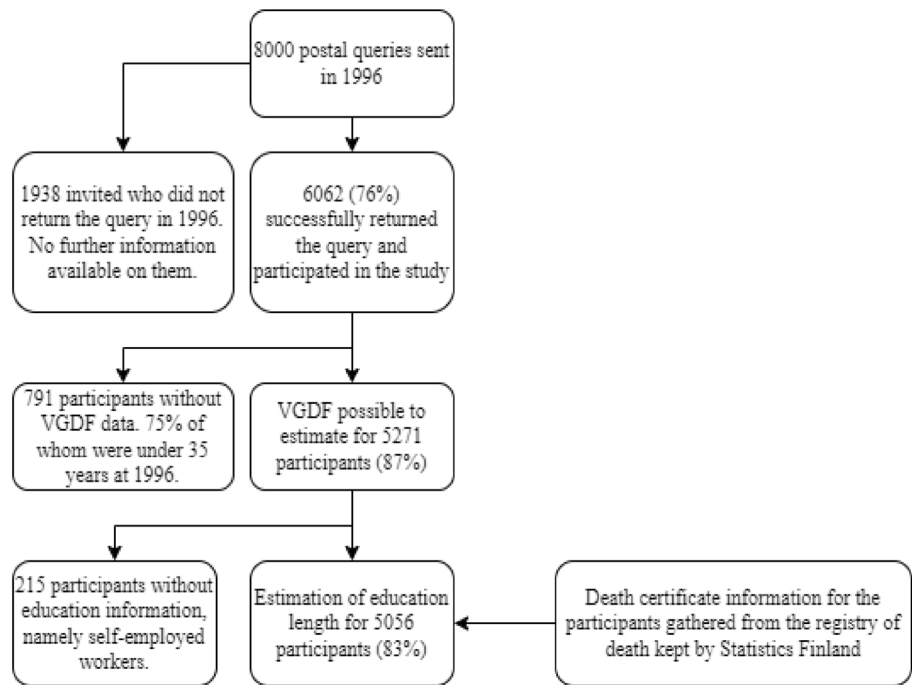 8000 postal queries sent
in 1996
1938 invited who did not
return the query in 1996.
No further information
available on them.
6062 (76%)
successfully returned
the query and
participated in the study
791 participants without
VGDF data. 75% of
whom were under 35
years at 1996.
VGDF possible to
estimate for 5271
participants (87%)
215 participants without
education information,
namely self-employed
workers.
Estimation of education
length for 5056
participants (83%)
Death certificate information for the
participants gathered from the registry of
death kept by Statistics Finland